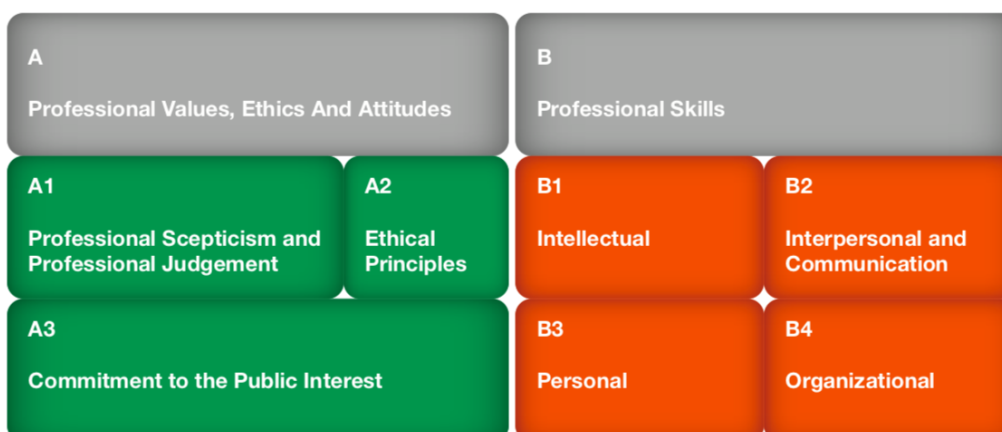 A
Professional Values, Ethics And Attitudes
B
Professional Skills
A1
Professional Scepticism and
Professional Judgement
A2
Ethical
Principles
B1
Intellectual
B2
Interpersonal and
Communication
A3
Commitment to the Public Interest
B3
Personal
B4
Organizational